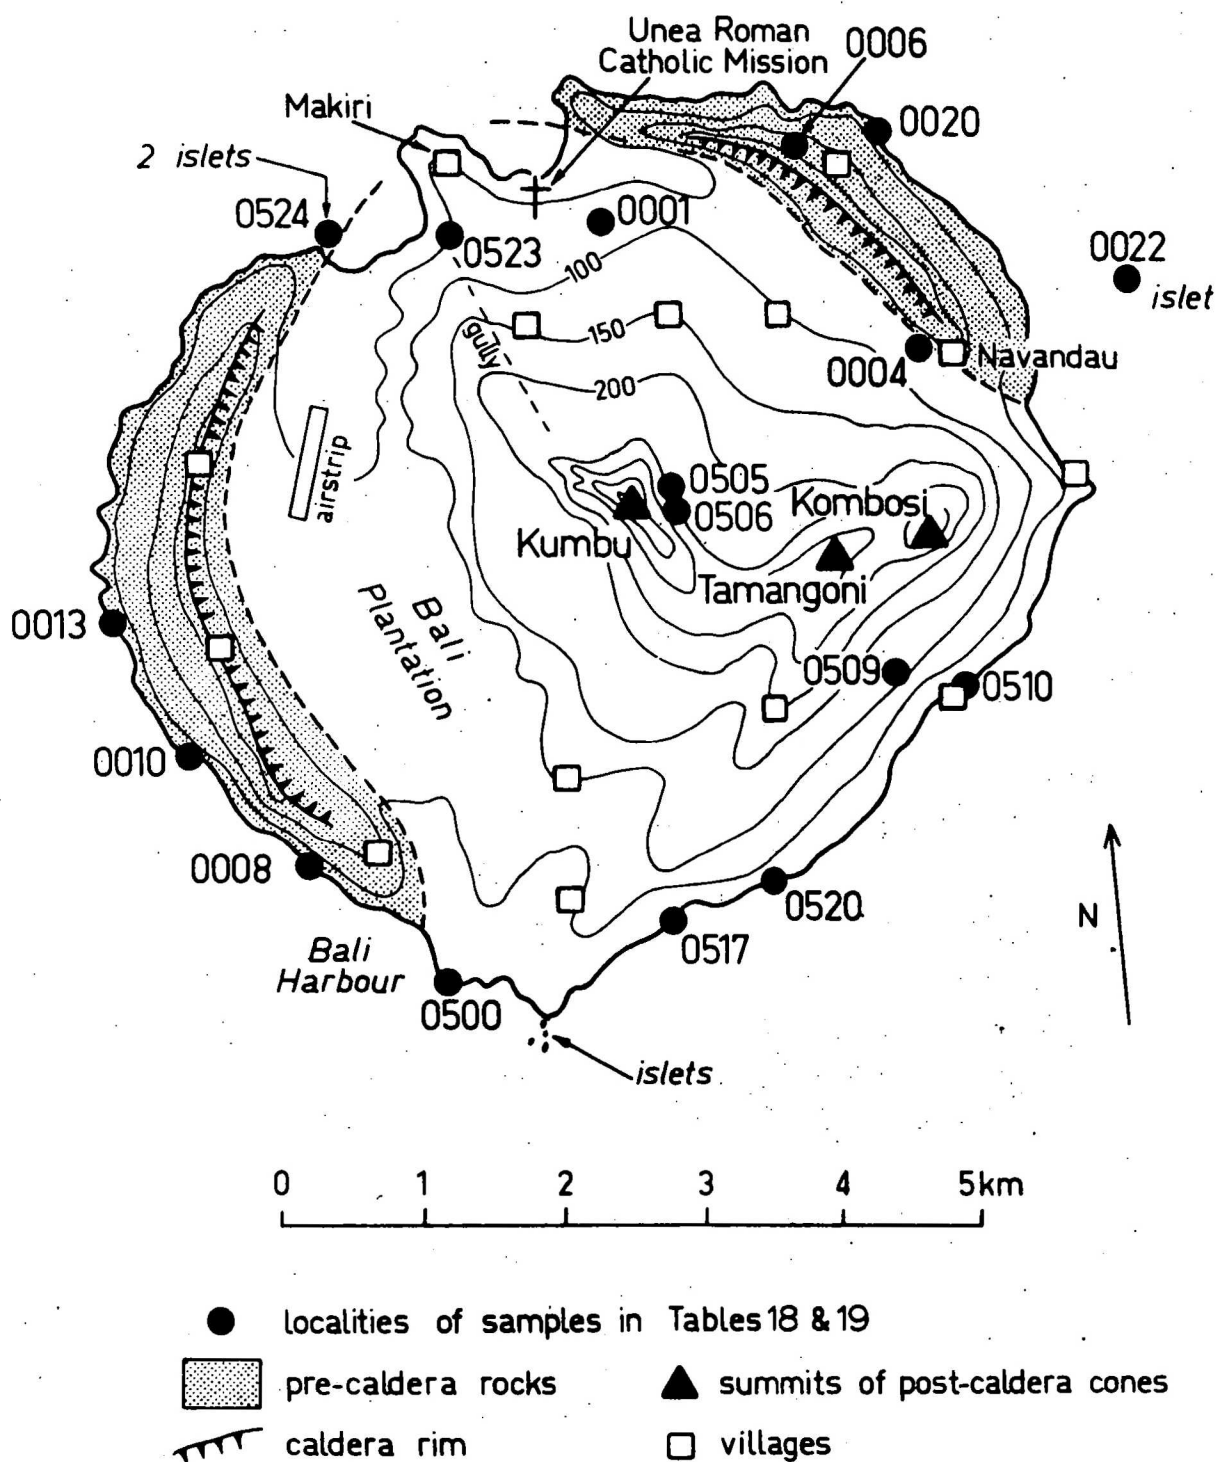 Unea Roman
Catholic Mission
0006
Makiri
0020
2 islets
0524
0523
0001
0022
islet
100
150
gully
200
0004
Navandau
airstrip
0505
0506
Kombosi
Kumbu
Tamangoni
Bali
Plantation
0013
0509
0510
0010
0008
0520
0517
N
Bali
Harbour
0500
islets
0 1 2 3 4 5km
localities of samples in Tables 18 & 19
pre-caldera rocks
summits of post-caldera cones
caldera rim
villages